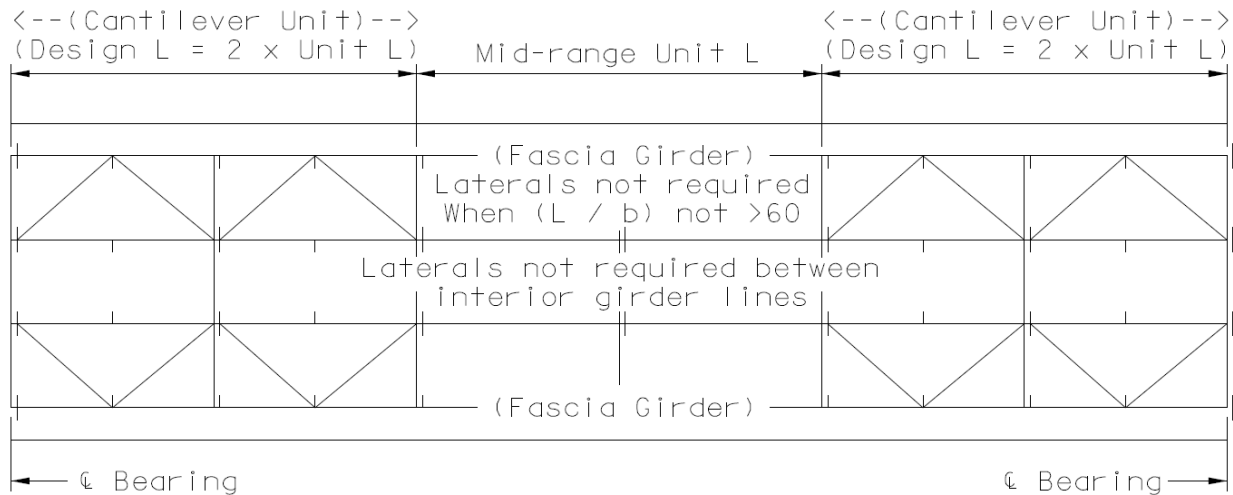 <--(Cantilever Unit)-->
(Design L = 2 x Unit L)
Mid-range Unit L
<--(Cantilever Unit)-->
(Design L = 2 x Unit L)
(Fascia Girder)
Laterals not required
When (L / b) not >60
Laterals not required between
interior girder lines
(Fascia Girder)
℄ Bearing
℄ Bearing